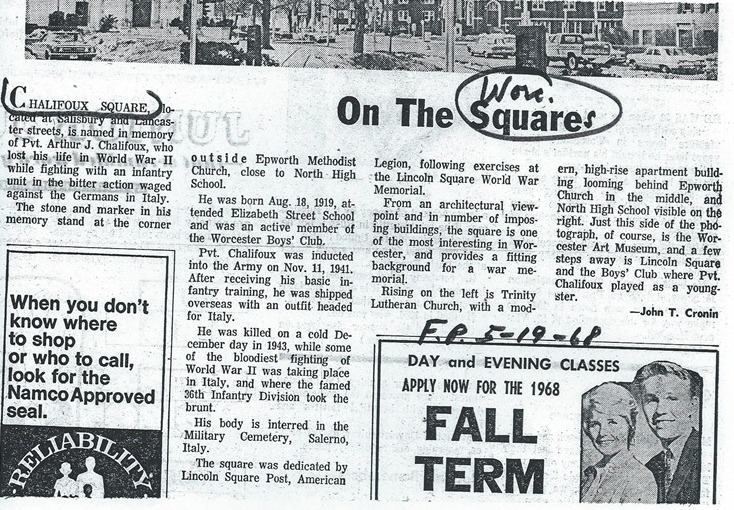 Wor.
On The Squares
CHALIFOUX SQUARE, lo-
cated at Salisbury and Lancas-
ter streets, is named in memory
of Pvt. Arthur J. Chalifoux, who
lost his life in World War II
while fighting with an infantry
unit in the bitter action waged
against the Germans in Italy.
The stone and marker in his
memory stand at the corner
outside Epworth Methodist
Church, close to North High
School.
He was born Aug. 18, 1919, at-
tended Elizabeth Street School
and was an active member of
the Worcester Boys' Club.
Pvt. Chalifoux was inducted
into the Army on Nov. 11, 1941.
After receiving his basic in-
fantry training, he was shipped
overseas with an outfit headed
for Italy.
He was killed on a cold De-
cember day in 1943, while some
of the bloodiest fighting of
World War II was taking place
in Italy, and where the famed
36th Infantry Division took the
brunt.
His body is interred in the
Military Cemetery, Salerno,
Italy.
The square was dedicated by
Lincoln Square Post, American
Legion, following exercises at
the Lincoln Square World War
Memorial.
From an architectural view-
point and in number of impos-
ing buildings, the square is one
of the most interesting in Wor-
cester, and provides a fitting
background for a war me-
morial.
Rising on the left is Trinity
Lutheran Church, with a mod-
ern, high-rise apartment build-
ing looming behind Epworth
Church in the middle, and
North High School visible on the
right. Just this side of the pho-
tograph, of course, is the Wor-
cester Art Museum, and a few
steps away is Lincoln Square
and the Boys' Club where Pvt.
Chalifoux played as a young-
ster.
—John T. Cronin
When you don't
know where
to shop
or who to call,
look for the
Namco Approved
seal.
RELIABILITY
F.P. 5-19-68
DAY and EVENING CLASSES
APPLY NOW FOR THE 1968
FALL
TERM